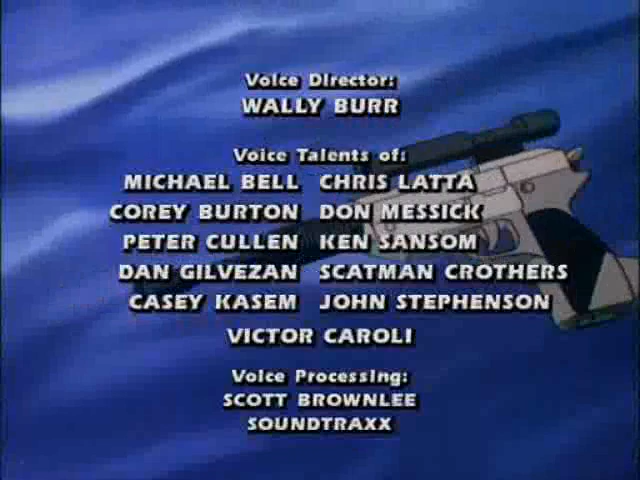 Voice Director:
WALLY BURR
Voice Talents of:
MICHAEL BELL CHRIS LATTA
COREY BURTON DON MESSICK
PETER CULLEN KEN SANSOM
DAN GILVEZAN SCATMAN CROTHERS
CASEY KASEM JOHN STEPHENSON
VICTOR CAROLI
Voice Processing:
SCOTT BROWNLEE
SOUNDTRAXX